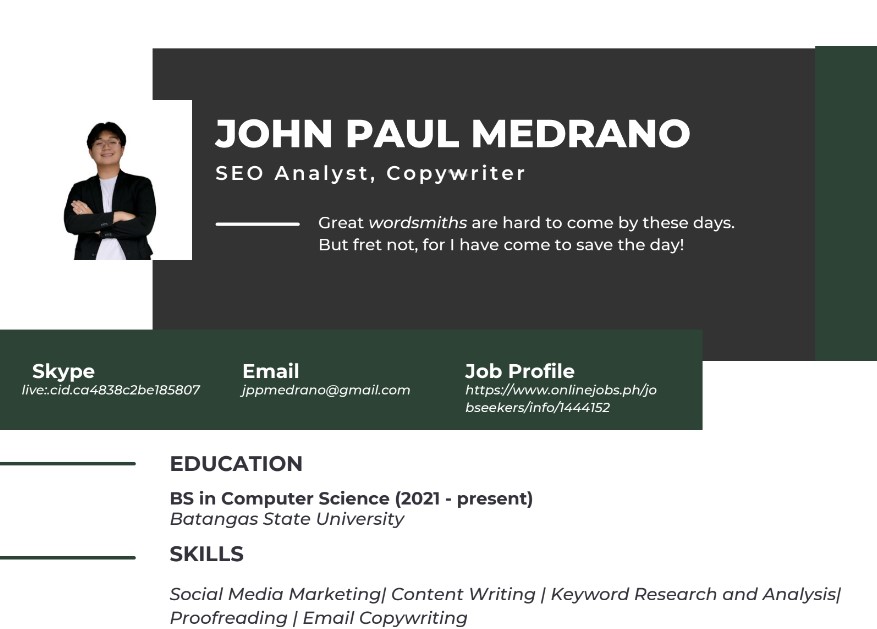 JOHN PAUL MEDRANO
SEO Analyst, Copywriter
Great wordsmiths are hard to come by these days.
But fret not, for I have come to save the day!
Skype
live:.cid.ca4838c2be185807
Email
jppmedrano@gmail.com
Job Profile
https://www.onlinejobs.ph/jo
bseekers/info/1444152
EDUCATION
BS in Computer Science (2021 - present)
Batangas State University
SKILLS
Social Media Marketing| Content Writing | Keyword Research and Analysis|
Proofreading | Email Copywriting